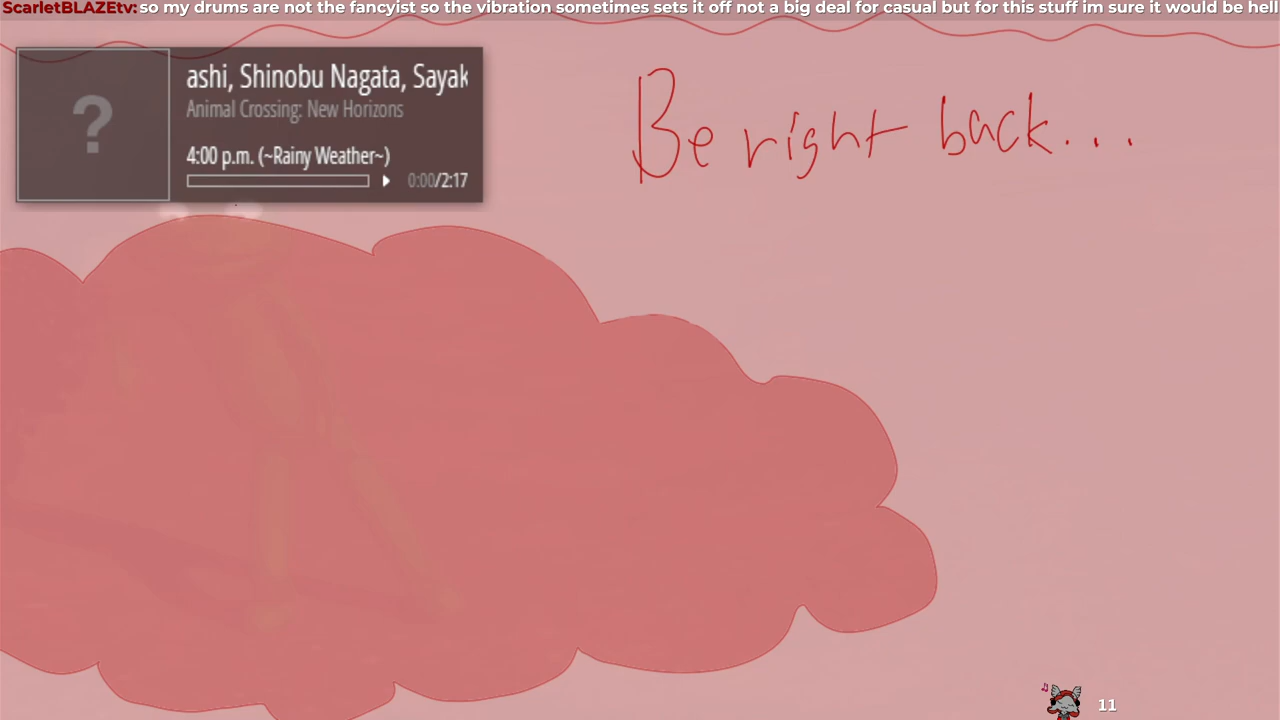 ScarletBLAZEtv: so my drums are not the fancyist so the vibration sometimes sets it off not a big deal for casual but for this stuff im sure it would be hell
ashi, Shinobu Nagata, Sayak
Animal Crossing: New Horizons
4:00 p.m. (~Rainy Weather~)
0:00/2:17
?
Be right back...
11